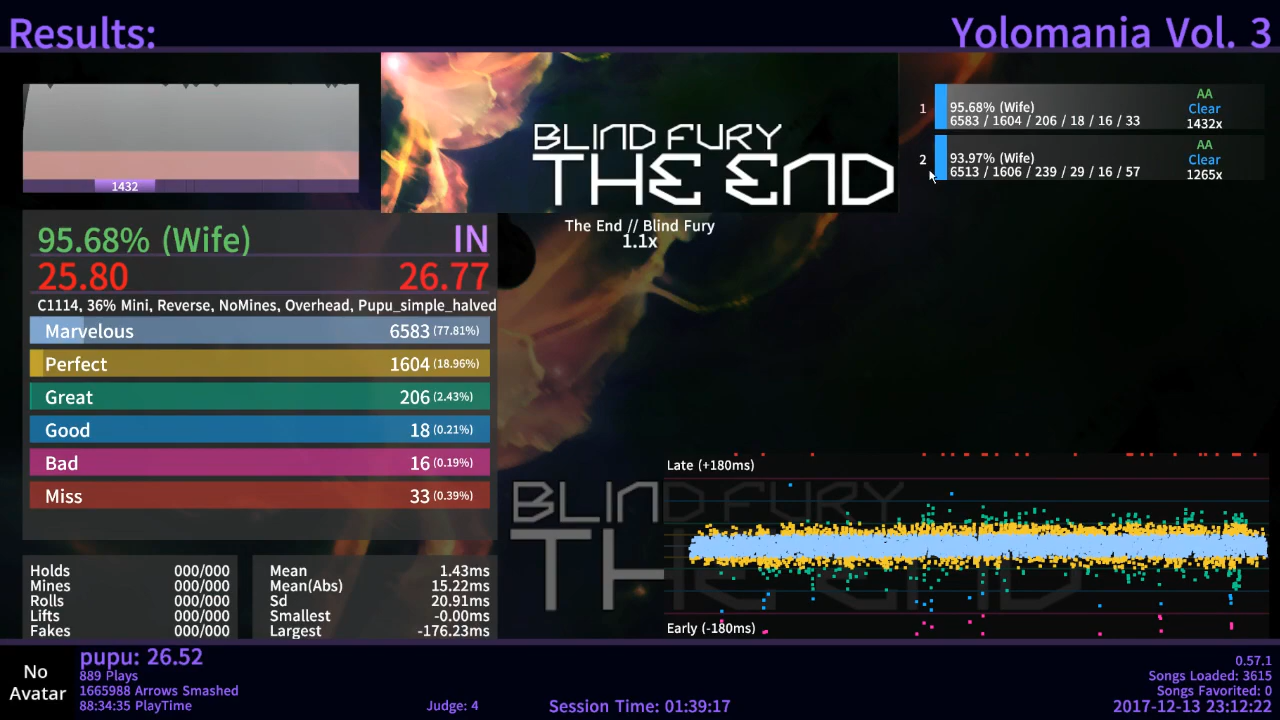 Results:
Yolomania Vol. 3
1432
BLIND FURY
THE END
The End // Blind Fury
1.1x
1
95.68% (Wife)
6583 / 1604 / 206 / 18 / 16 / 33
AA
Clear
1432x
2
93.97% (Wife)
6513 / 1606 / 239 / 29 / 16 / 57
AA
Clear
1265x
95.68% (Wife) IN
25.80 26.77
C1114, 36% Mini, Reverse, NoMines, Overhead, Pupu_simple_halved
Marvelous 6583 (77.81%)
Perfect 1604 (18.96%)
Great 206 (2.43%)
Good 18 (0.21%)
Bad 16 (0.19%)
Miss 33 (0.39%)
Holds 000/000
Mines 000/000
Rolls 000/000
Lifts 000/000
Fakes 000/000
Mean 1.43ms
Mean(Abs) 15.22ms
Sd 20.91ms
Smallest -0.00ms
Largest -176.23ms
BLIND FURY
THE END
Late (+180ms)
Early (-180ms)
No
Avatar
pupu: 26.52
889 Plays
1665988 Arrows Smashed
88:34:35 PlayTime
Judge: 4
Session Time: 01:39:17
0.57.1
Songs Loaded: 3615
Songs Favorited: 0
2017-12-13 23:12:22